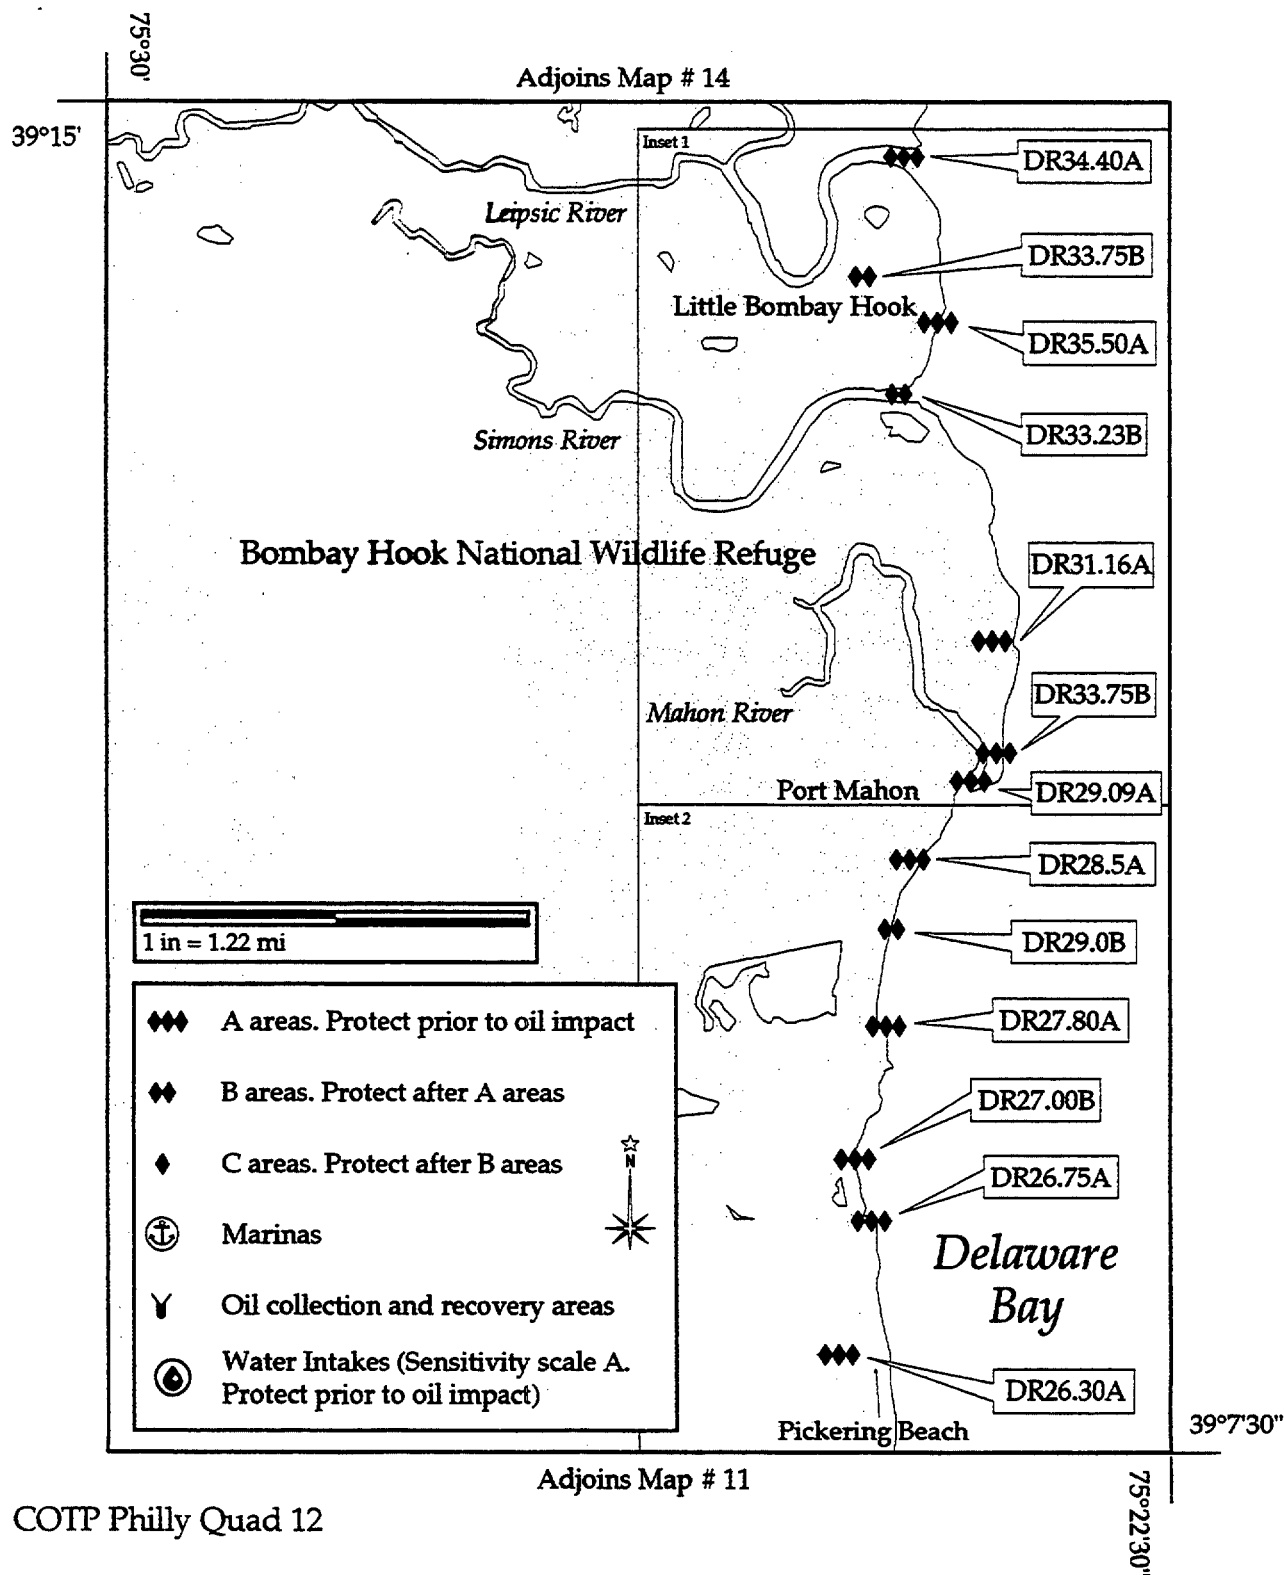 75°30'
Adjoins Map # 14
39°15'
Inset 1
DR34.40A
Leipsic River
DR33.75B
Little Bombay Hook
DR35.50A
DR33.23B
Simons River
Bombay Hook National Wildlife Refuge
DR31.16A
DR33.75B
Mahon River
Port Mahon
DR29.09A
Inset 2
DR28.5A
DR29.0B
1 in = 1.22 mi
A areas. Protect prior to oil impact
DR27.80A
B areas. Protect after A areas
DR27.00B
C areas. Protect after B areas
N
DR26.75A
Marinas
Delaware
Bay
Oil collection and recovery areas
Water Intakes (Sensitivity scale A.
Protect prior to oil impact)
DR26.30A
Pickering Beach
39°7'30"
Adjoins Map # 11
75°22'30"
COTP Philly Quad 12